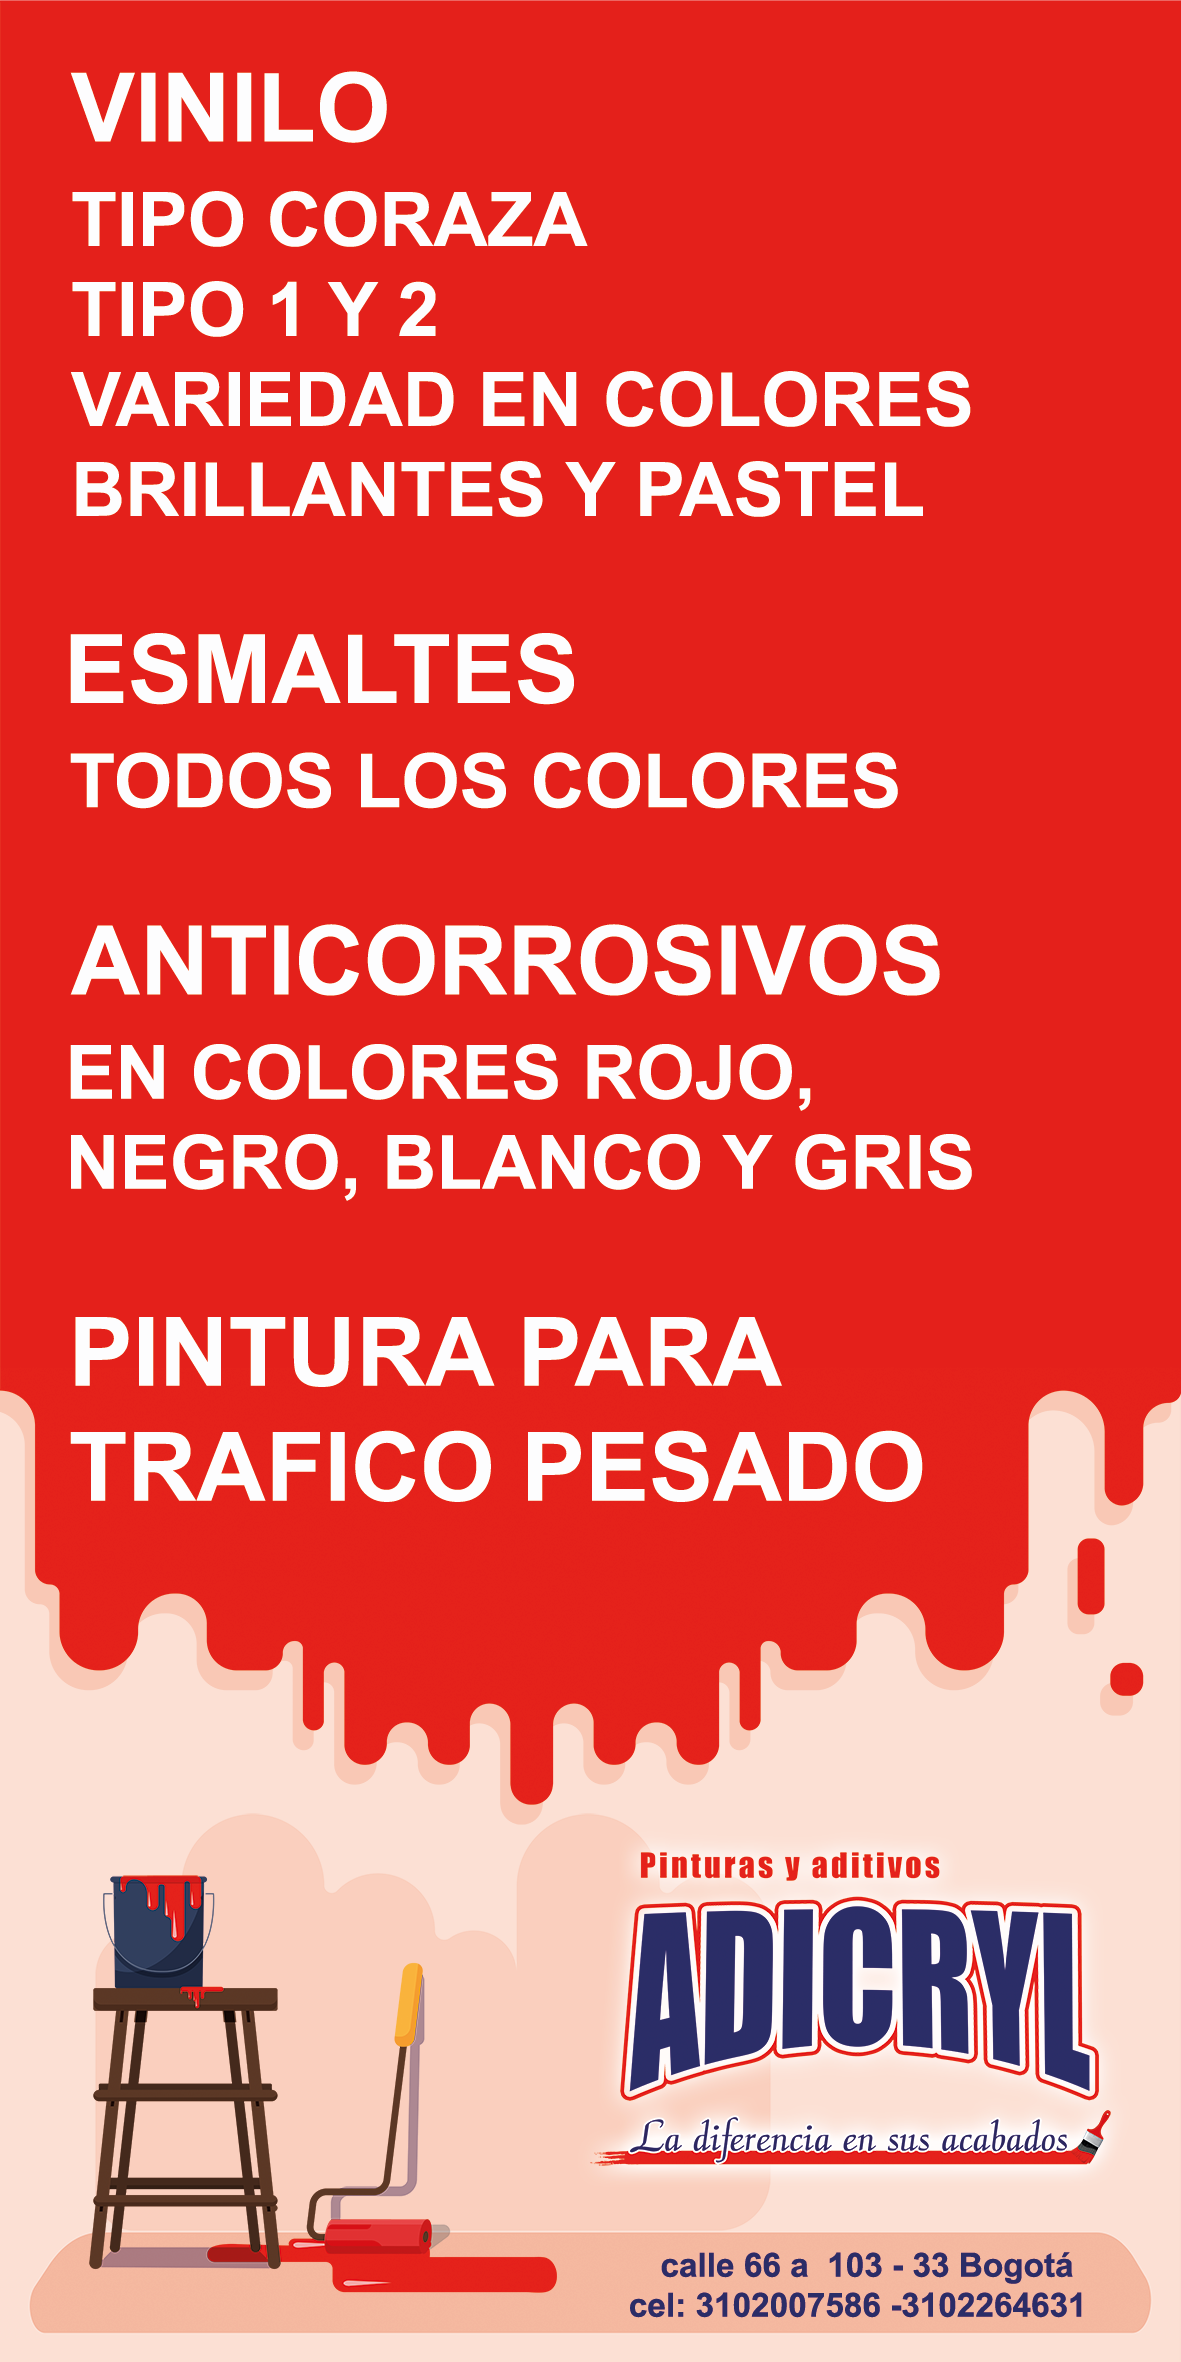 VINILO
TIPO CORAZA
TIPO 1 Y 2
VARIEDAD EN COLORES
BRILLANTES Y PASTEL
ESMALTES
TODOS LOS COLORES
ANTICORROSIVOS
EN COLORES ROJO,
NEGRO, BLANCO Y GRIS
PINTURA PARA
TRAFICO PESADO
Pinturas y aditivos
ADICRYL
La diferencia en sus acabados
calle 66 a  103 - 33 Bogotá
cel: 3102007586 -3102264631